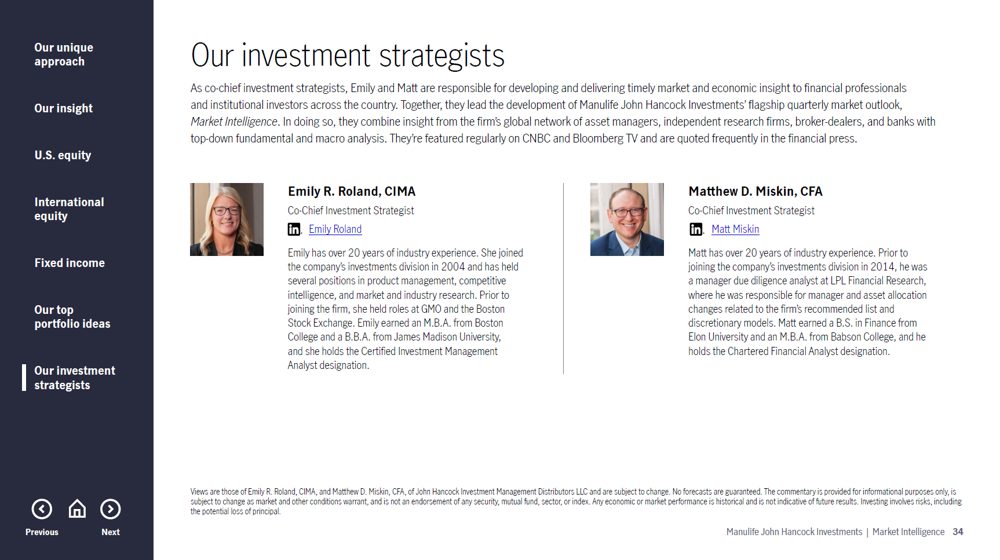 Our unique
approach
Our insight
U.S. equity
International
equity
Fixed income
Our top
portfolio ideas
Our investment
strategists
Previous
Next
Our investment strategists
As co-chief investment strategists, Emily and Matt are responsible for developing and delivering timely market and economic insight to financial professionals
and institutional investors across the country. Together, they lead the development of Manulife John Hancock Investments’ flagship quarterly market outlook,
Market Intelligence. In doing so, they combine insight from the firm’s global network of asset managers, independent research firms, broker-dealers, and banks with
top-down fundamental and macro analysis. They’re featured regularly on CNBC and Bloomberg TV and are quoted frequently in the financial press.
Emily R. Roland, CIMA
Co-Chief Investment Strategist
in Emily Roland
Emily has over 20 years of industry experience. She joined
the company’s investments division in 2004 and has held
several positions in product management, competitive
intelligence, and market and industry research. Prior to
joining the firm, she held roles at GMO and the Boston
Stock Exchange. Emily earned an M.B.A. from Boston
College and a B.B.A. from James Madison University,
and she holds the Certified Investment Management
Analyst designation.
Matthew D. Miskin, CFA
Co-Chief Investment Strategist
in Matt Miskin
Matt has over 20 years of industry experience. Prior to
joining the company’s investments division in 2014, he was
a manager due diligence analyst at LPL Financial Research,
where he was responsible for manager and asset allocation
changes related to the firm’s recommended list and
discretionary models. Matt earned a B.S. in Finance from
Elon University and an M.B.A. from Babson College, and he
holds the Chartered Financial Analyst designation.
Views are those of Emily R. Roland, CIMA, and Matthew D. Miskin, CFA, of John Hancock Investment Management Distributors LLC and are subject to change. No forecasts are guaranteed. The commentary is provided for informational purposes only, is
subject to change as market and other conditions warrant, and is not an endorsement of any security, mutual fund, sector, or index. Any economic or market performance is historical and is not indicative of future results. Investing involves risks, including
the potential loss of principal.
Manulife John Hancock Investments | Market Intelligence 34